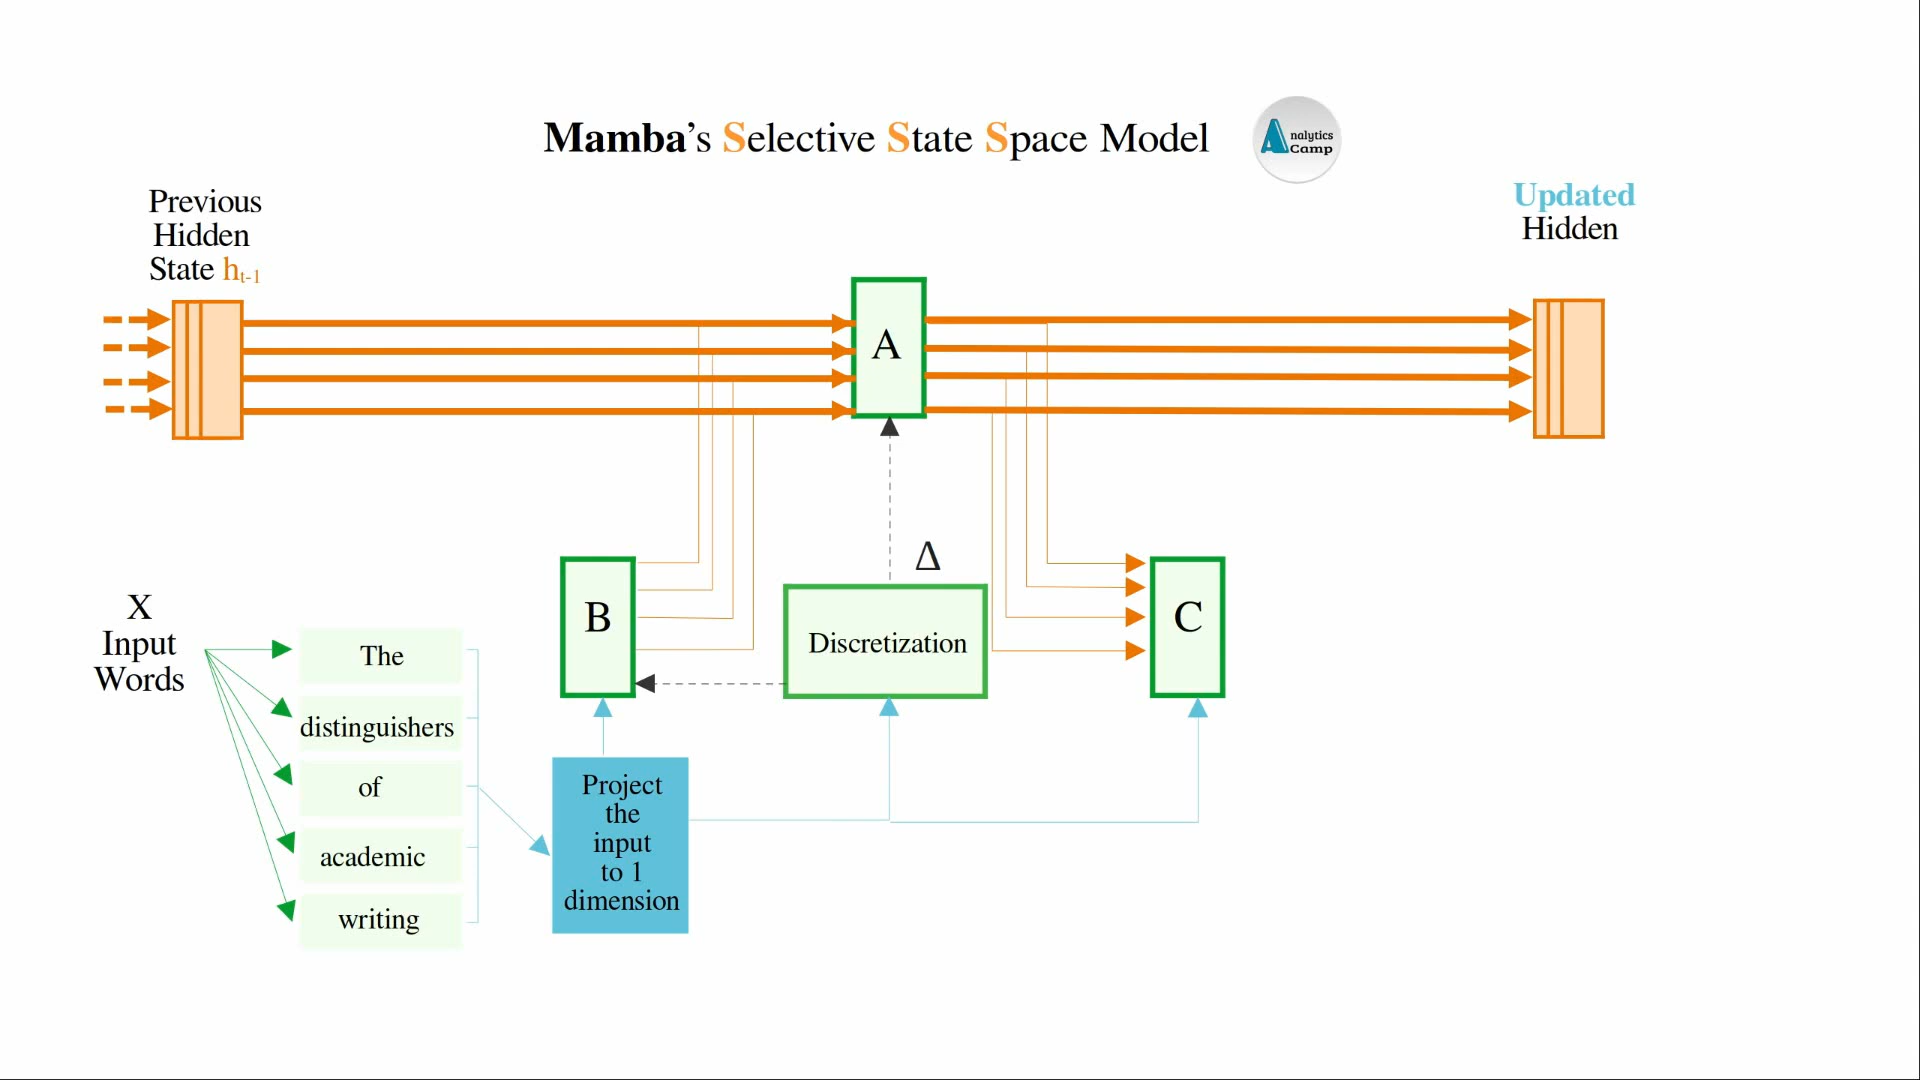 Mamba's Selective State Space Model
Analytics
Camp
Previous
Hidden
State ht-1
Updated
Hidden
A
Δ
B
Discretization
C
X
Input
Words
The
distinguishers
of
academic
writing
Project
the
input
to 1
dimension